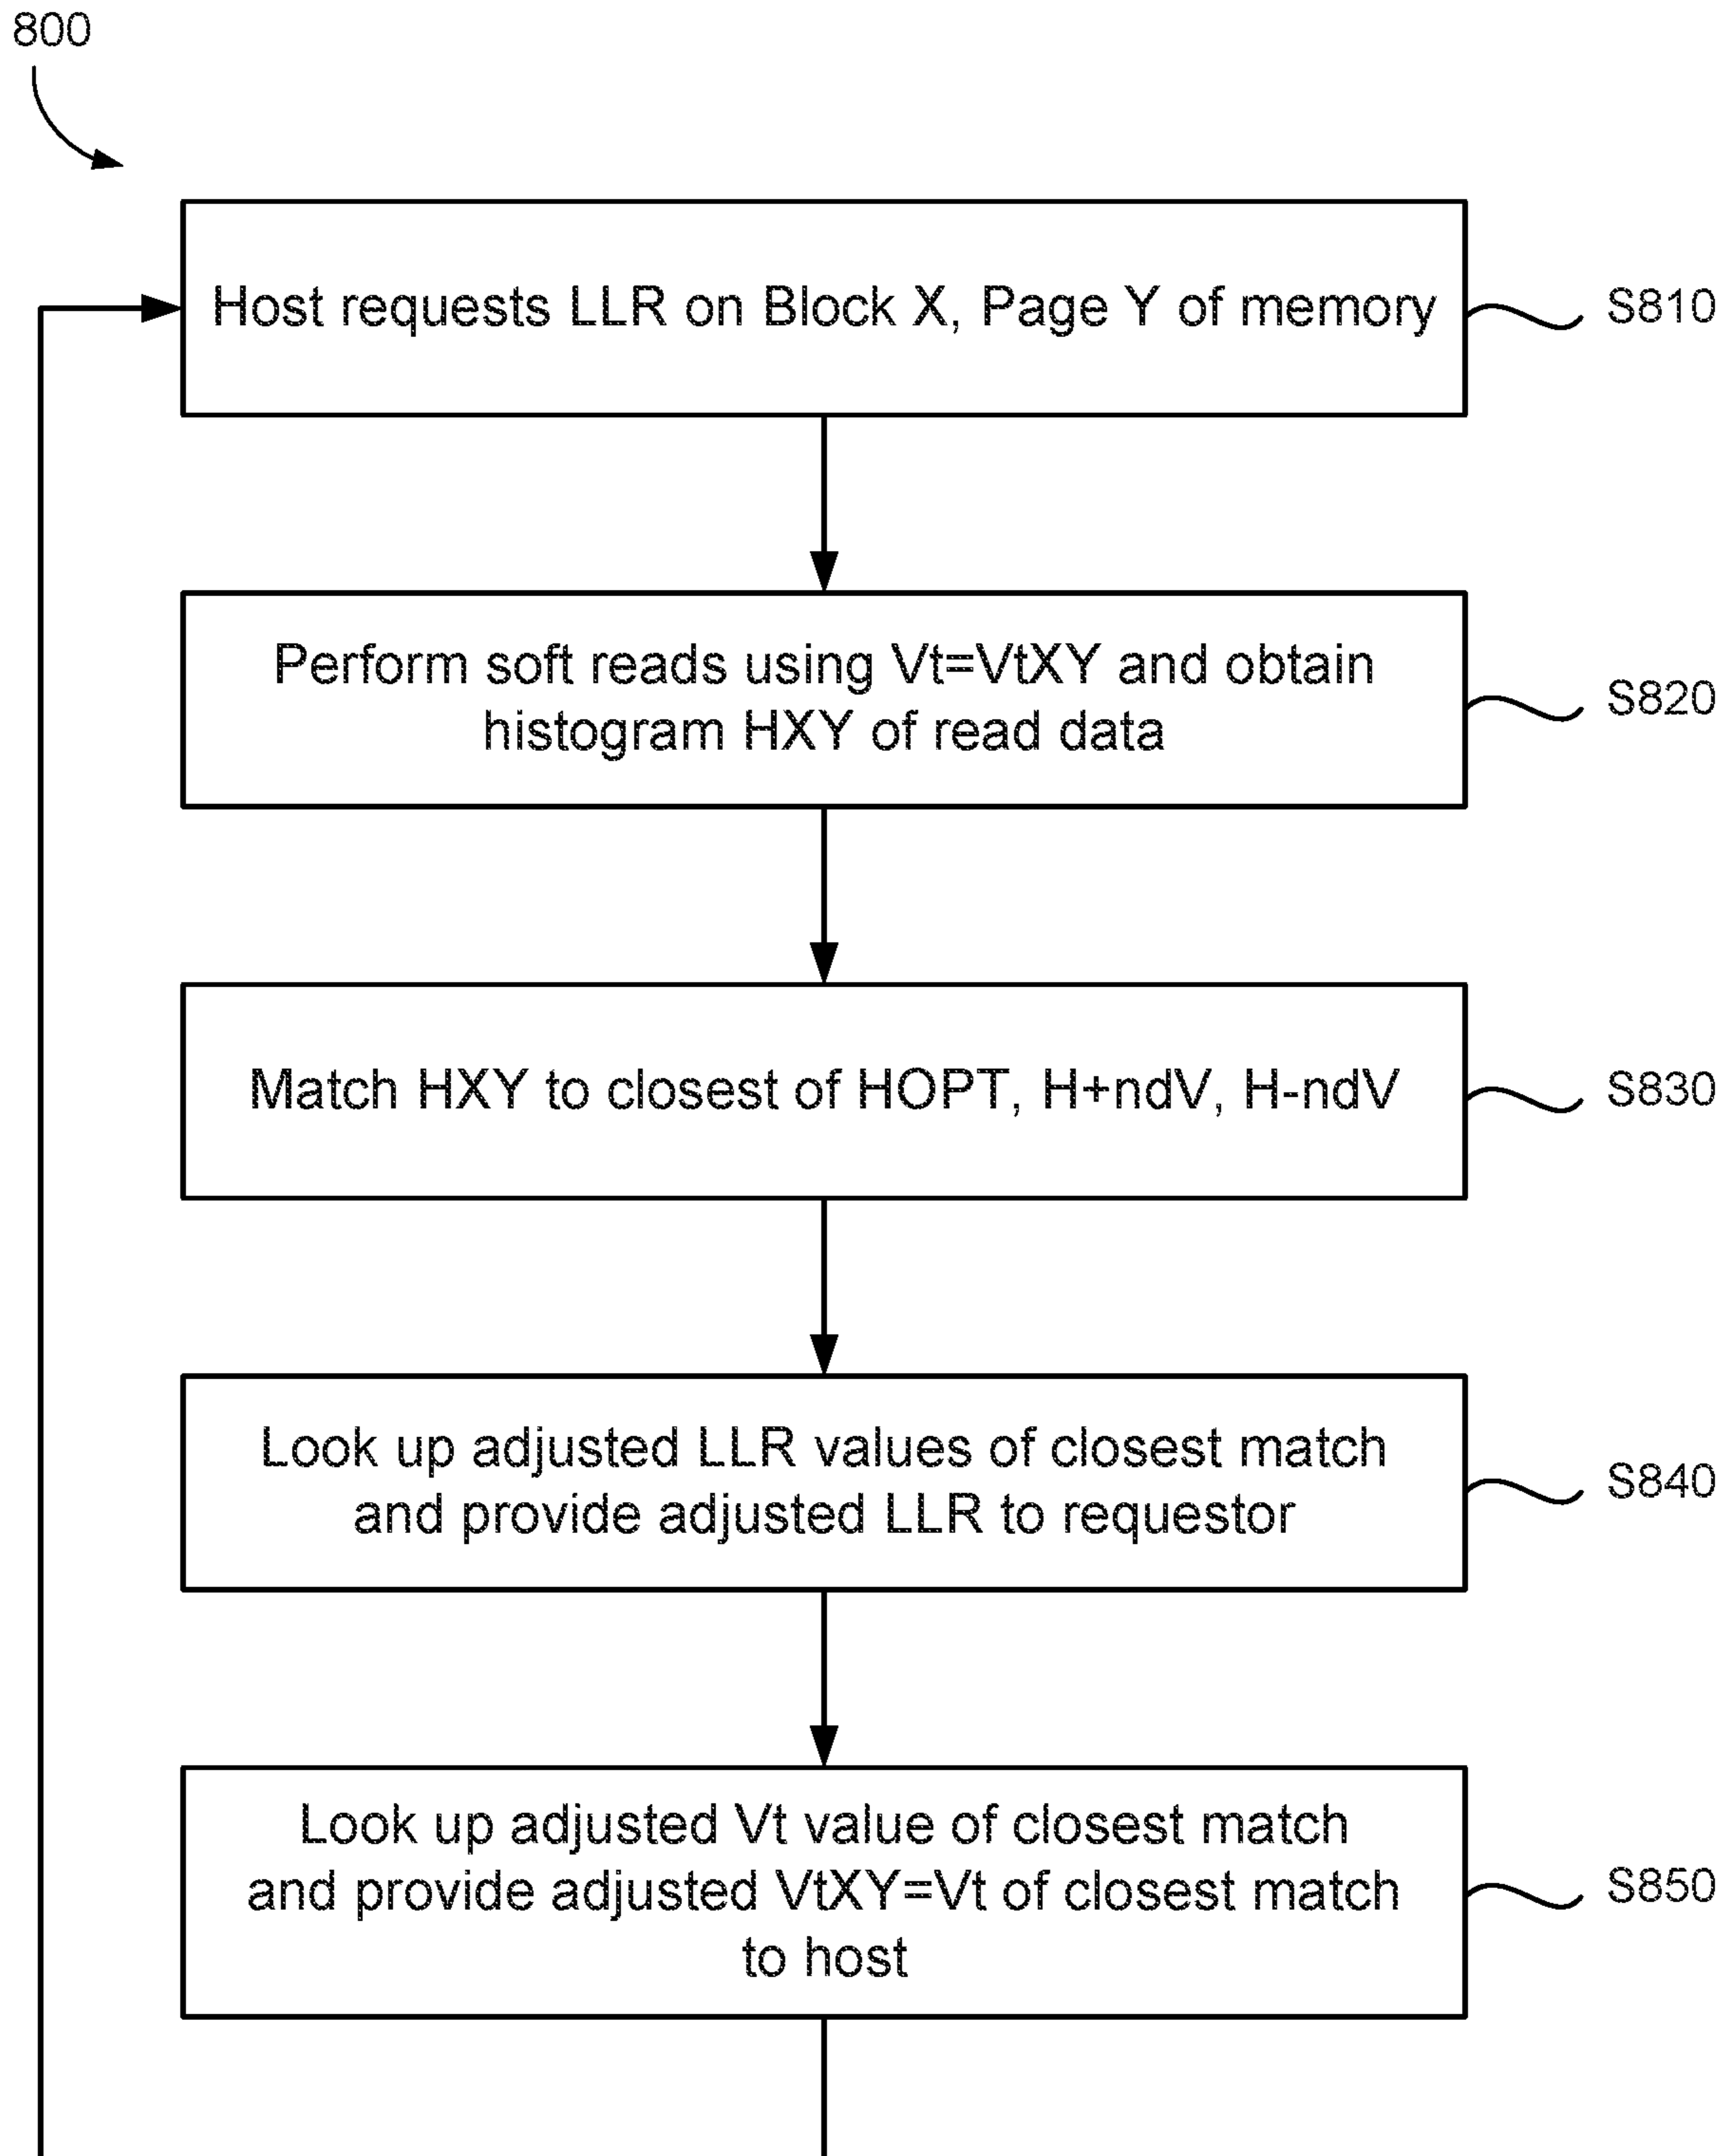 800
Host requests LLR on Block X, Page Y of memory
S810
Perform soft reads using Vt=VtXY and obtain
histogram HXY of read data
S820
Match HXY to closest of HOPT, H+ndV, H-ndV
S830
Look up adjusted LLR values of closest match
and provide adjusted LLR to requestor
S840
Look up adjusted Vt value of closest match
and provide adjusted VtXY=Vt of closest match
to host
S850